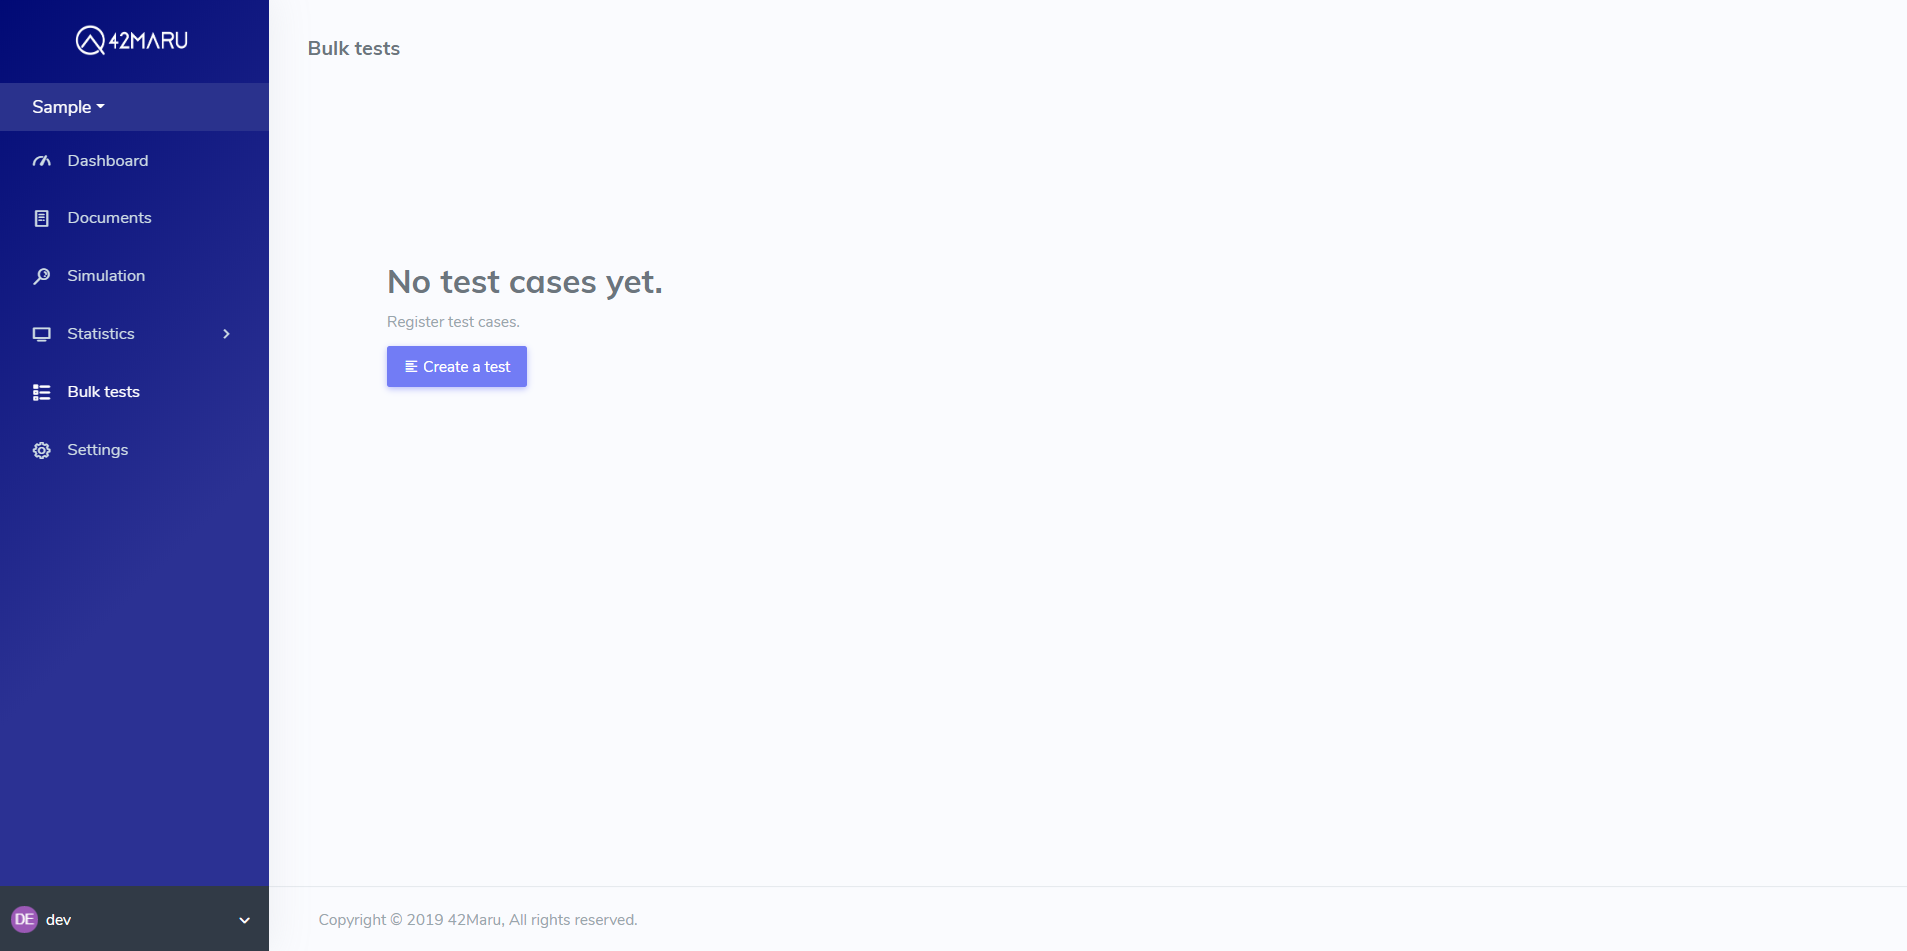 42MARU
Sample
Dashboard
Documents
Simulation
Statistics
Bulk tests
Settings
DE dev
Bulk tests
No test cases yet.
Register test cases.
Create a test
Copyright © 2019 42Maru, All rights reserved.